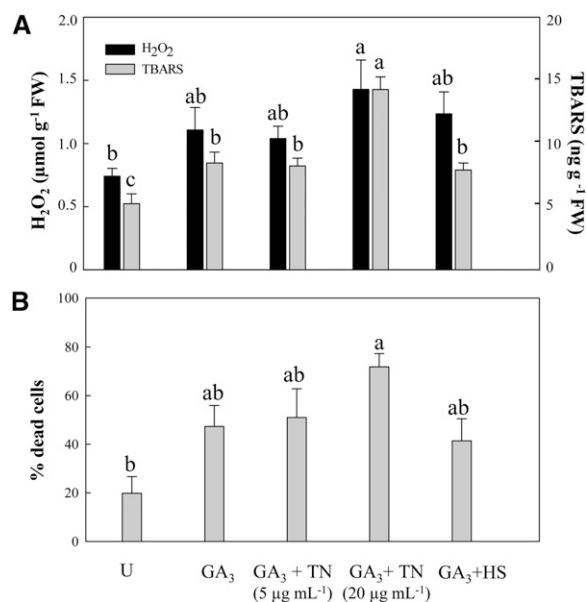 A
H₂O₂ (µmol g⁻¹ FW)
2.0
1.5
1.0
0.5
0
H₂O₂
TBARS
b
c
ab
b
ab
b
a
a
ab
b
20
15
10
5
0
TBARS (ng g⁻¹ FW)
B
% dead cells
100
80
60
40
20
0
b
ab
ab
a
ab
U
GA₃
GA₃ + TN
(5 µg mL⁻¹)
GA₃+ TN
(20 µg mL⁻¹)
GA₃+HS